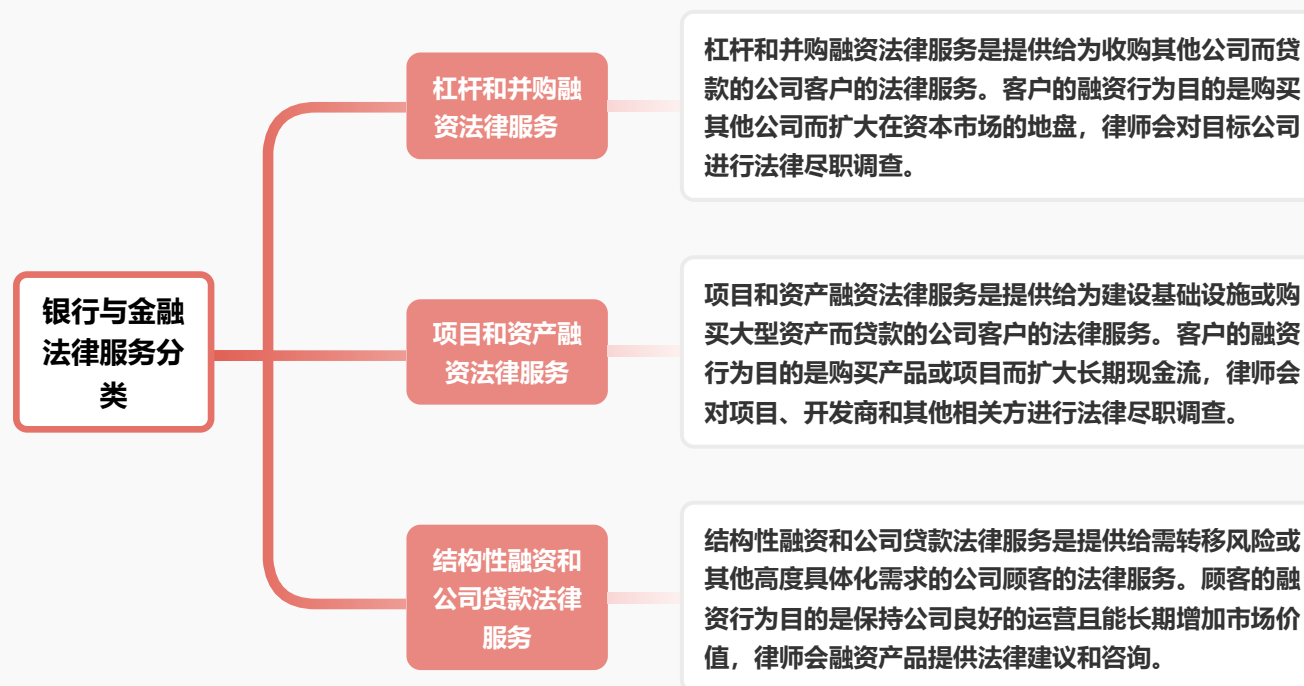 银行与金融
法律服务分
类
杠杆和并购融
资法律服务
杠杆和并购融资法律服务是提供给为收购其他公司而贷
款的公司客户的法律服务。客户的融资行为目的是购买
其他公司而扩大在资本市场的地盘，律师会对目标公司
进行法律尽职调查。
项目和资产融
资法律服务
项目和资产融资法律服务是提供给为建设基础设施或购
买大型资产而贷款的公司客户的法律服务。客户的融资
行为目的是购买产品或项目而扩大长期现金流，律师会
对项目、开发商和其他相关方进行法律尽职调查。
结构性融资和
公司贷款法律
服务
结构性融资和公司贷款法律服务是提供给需转移风险或
其他高度具体化需求的公司顾客的法律服务。顾客的融
资行为目的是保持公司良好的运营且能长期增加市场价
值，律师会融资产品提供法律建议和咨询。